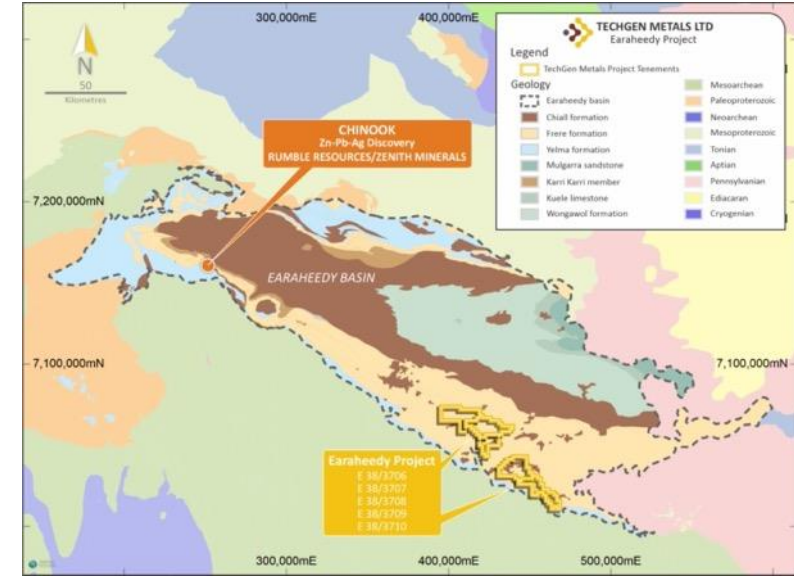 300,000mE
400,000mE
N
50
Kilometres
TECHGEN METALS LTD
Earaheedy Project
Legend
TechGen Metals Project Tenements
Geology
Earaheedy basin
Chiall formation
Frere formation
Yelma formation
Mulgarra sandstone
Karri Karri member
Kuele limestone
Wongawol formation
Mesoarchean
Paleoproterozoic
Neoarchean
Mesoproterozoic
Tonian
Aptian
Pennsylvanian
Ediacaran
Cryogenian
CHINOOK
Zn-Pb-Ag Discovery
RUMBLE RESOURCES/ZENITH MINERALS
7,200,000mN
EARAHEEDY BASIN
7,100,000mN
7,100,000mN
Earaheedy Project
E 38/3706
E 38/3707
E 38/3708
E 38/3709
E 38/3710
300,000mE
400,000mE
500,000mE